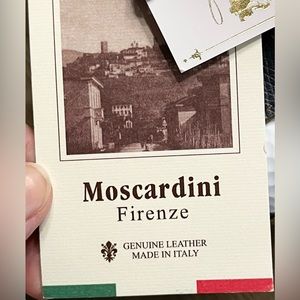 Moscardini
Firenze
GENUINE LEATHER
MADE IN ITALY